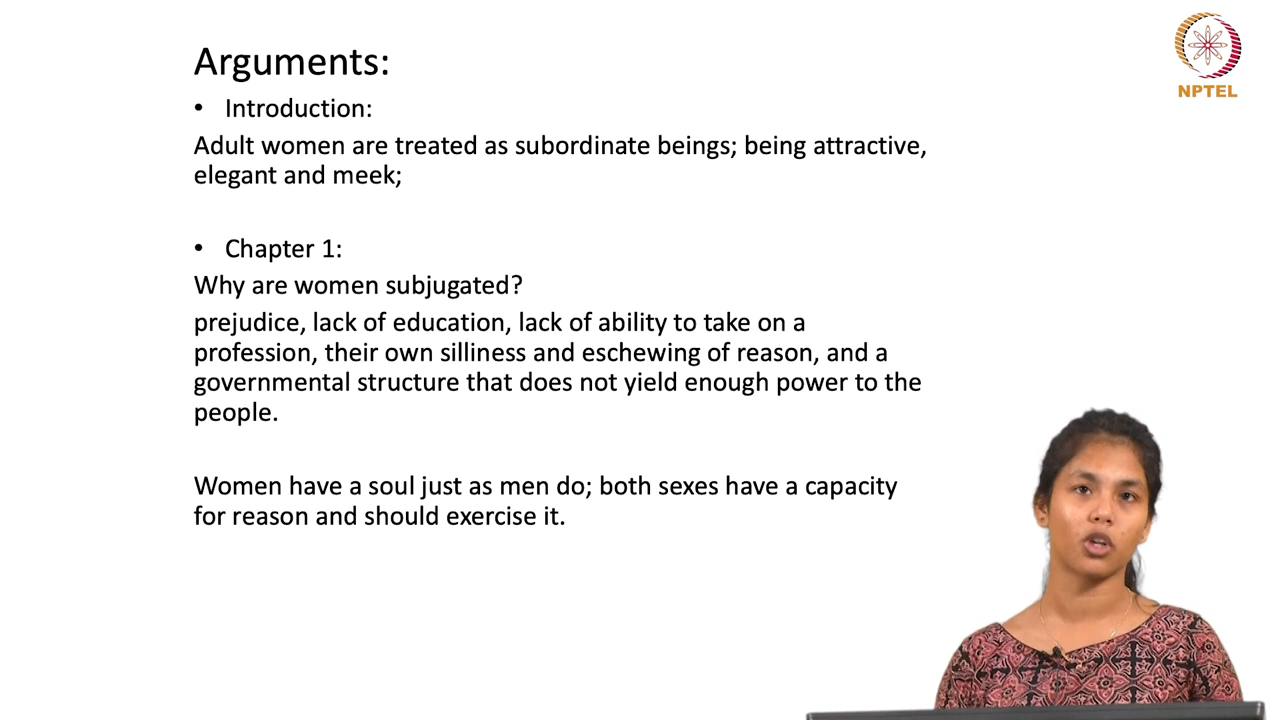 Arguments:
• Introduction:
Adult women are treated as subordinate beings; being attractive,
elegant and meek;
• Chapter 1:
Why are women subjugated?
prejudice, lack of education, lack of ability to take on a
profession, their own silliness and eschewing of reason, and a
governmental structure that does not yield enough power to the
people.
Women have a soul just as men do; both sexes have a capacity
for reason and should exercise it.
NPTEL